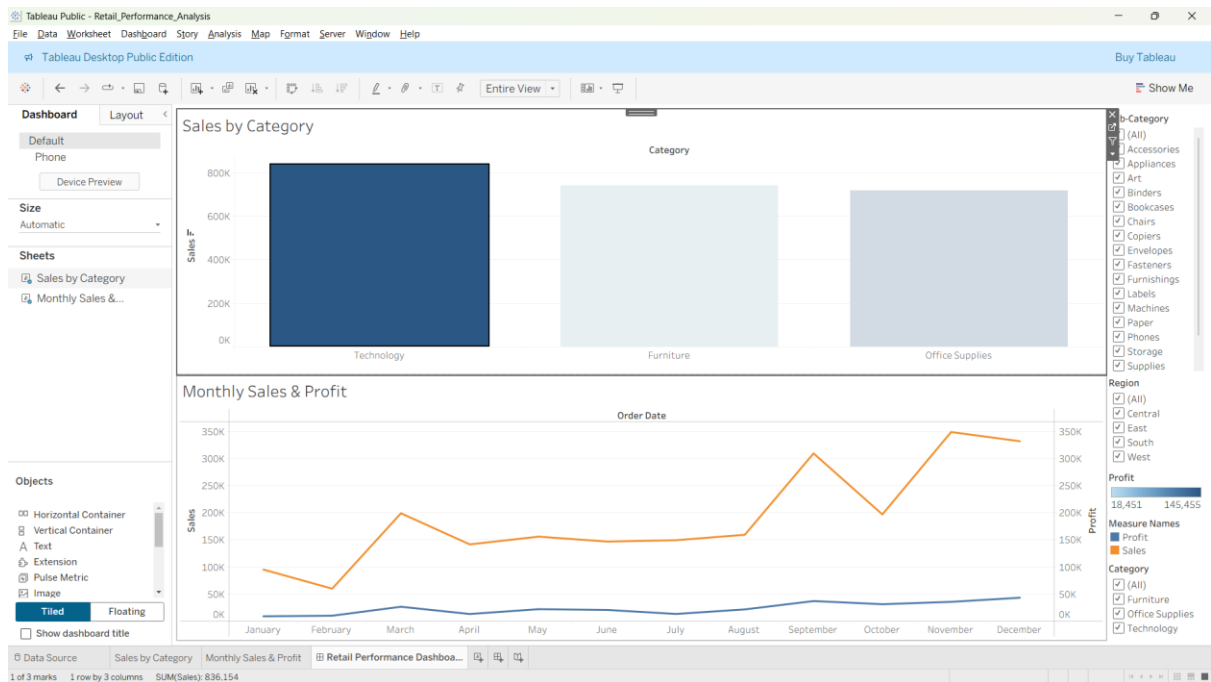 Tableau Public - Retail_Performance_Analysis
File Data Worksheet Dashboard Story Analysis Map Format Server Window Help
Tableau Desktop Public Edition
Buy Tableau
Entire View
Show Me
Dashboard
Layout
Default
Phone
Device Preview
Size
Automatic
Sheets
Sales by Category
Monthly Sales &...
Objects
Horizontal Container
Vertical Container
Text
Extension
Pulse Metric
Image
Tiled
Floating
Show dashboard title
Sales by Category
Category
Sales
800K
600K
400K
200K
0K
Technology
Furniture
Office Supplies
Monthly Sales & Profit
Order Date
Sales
350K
300K
250K
200K
150K
100K
50K
0K
350K
300K
250K
200K
150K
100K
50K
0K
Profit
January February March April May June July August September October November December
b-Category
(All)
Accessories
Appliances
Art
Binders
Bookcases
Chairs
Copiers
Envelopes
Fasteners
Furnishings
Labels
Machines
Paper
Phones
Storage
Supplies
Region
(All)
Central
East
South
West
Profit
18,451 145,455
Measure Names
Profit
Sales
Category
(All)
Furniture
Office Supplies
Technology
Data Source
Sales by Category
Monthly Sales & Profit
Retail Performance Dashboa...
1 of 3 marks 1 row by 3 columns SUM(Sales): 836,154